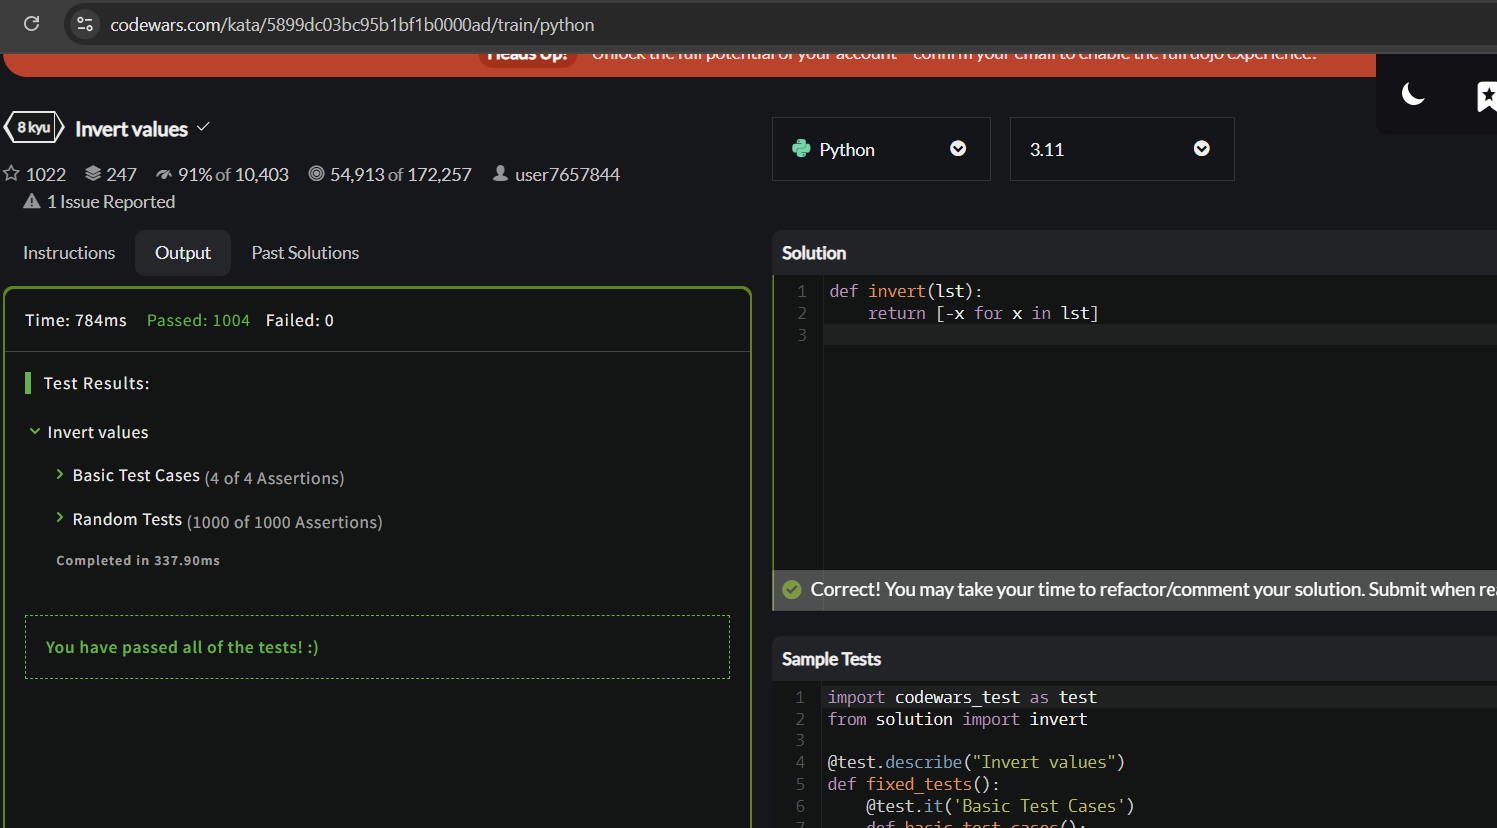 codewars.com/kata/5899dc03bc95b1bf1b0000ad/train/python
Heads Up! Unlock the full potential of your account - confirm your email to enable the full dojo experience.
8 kyu Invert values
1022 247 91% of 10,403 54,913 of 172,257 user7657844
1 Issue Reported
Python 3.11
Instructions Output Past Solutions
Time: 784ms Passed: 1004 Failed: 0
Test Results:
Invert values
Basic Test Cases (4 of 4 Assertions)
Random Tests (1000 of 1000 Assertions)
Completed in 337.90ms
You have passed all of the tests! :)
Solution
1 def invert(lst):
2     return [-x for x in lst]
3
Correct! You may take your time to refactor/comment your solution. Submit when re
Sample Tests
1 import codewars_test as test
2 from solution import invert
3
4 @test.describe("Invert values")
5 def fixed_tests():
6     @test.it('Basic Test Cases')
7     def basic_test_cases():